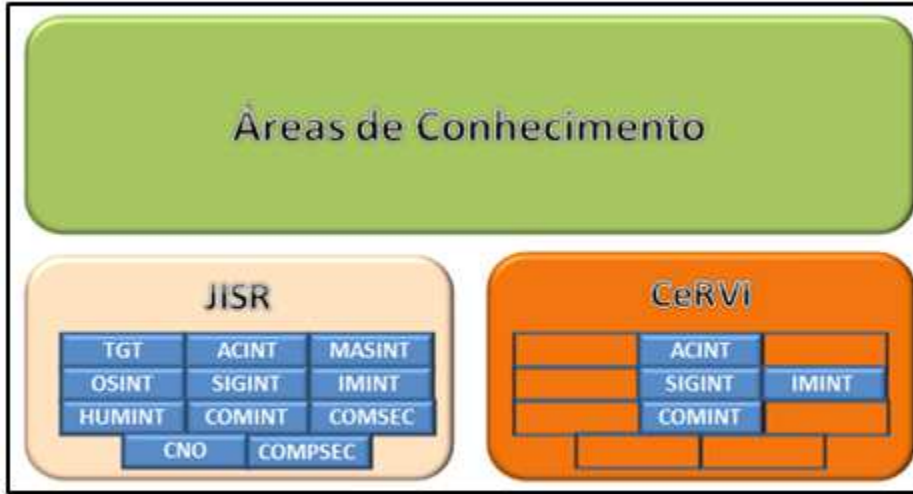 Áreas de Conhecimento
JISR
TGT ACINT MASINT
OSINT SIGINT IMINT
HUMINT COMINT COMSEC
CNO COMPSEC
CeRVI
ACINT
SIGINT IMINT
COMINT